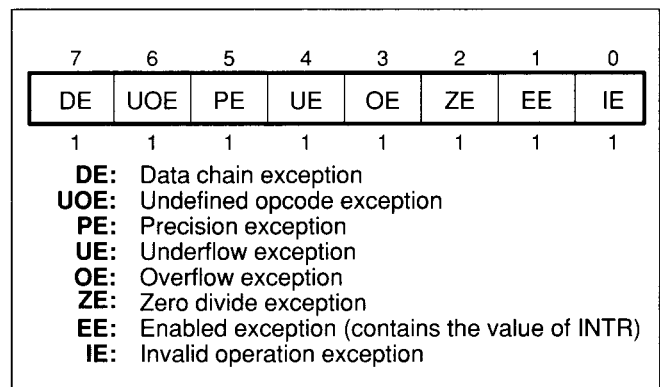 7 6 5 4 3 2 1 0
DE UOE PE UE OE ZE EE IE
1 1 1 1 1 1 1 1
DE: Data chain exception
UOE: Undefined opcode exception
PE: Precision exception
UE: Underflow exception
OE: Overflow exception
ZE: Zero divide exception
EE: Enabled exception (contains the value of INTR)
IE: Invalid operation exception